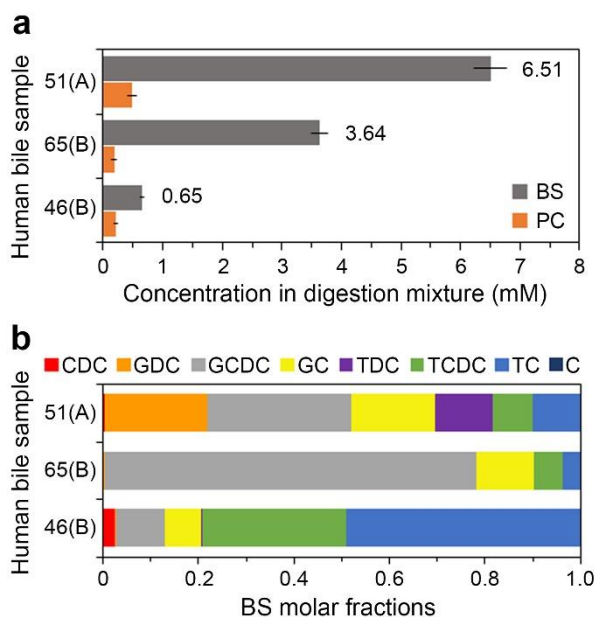 a
Human bile sample
51(A)
65(B)
46(B)
6.51
3.64
0.65
BS
PC
0 1 2 3 4 5 6 7 8
Concentration in digestion mixture (mM)
b
CDC GDC GCDC GC TDC TCDC TC C
Human bile sample
51(A)
65(B)
46(B)
0 0.2 0.4 0.6 0.8 1.0
BS molar fractions